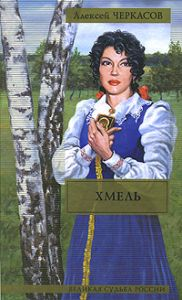 Алексей ЧЕРКАСОВ
ХМЕЛЬ
ВЕЛИКАЯ СУДЬБА РОССИИ